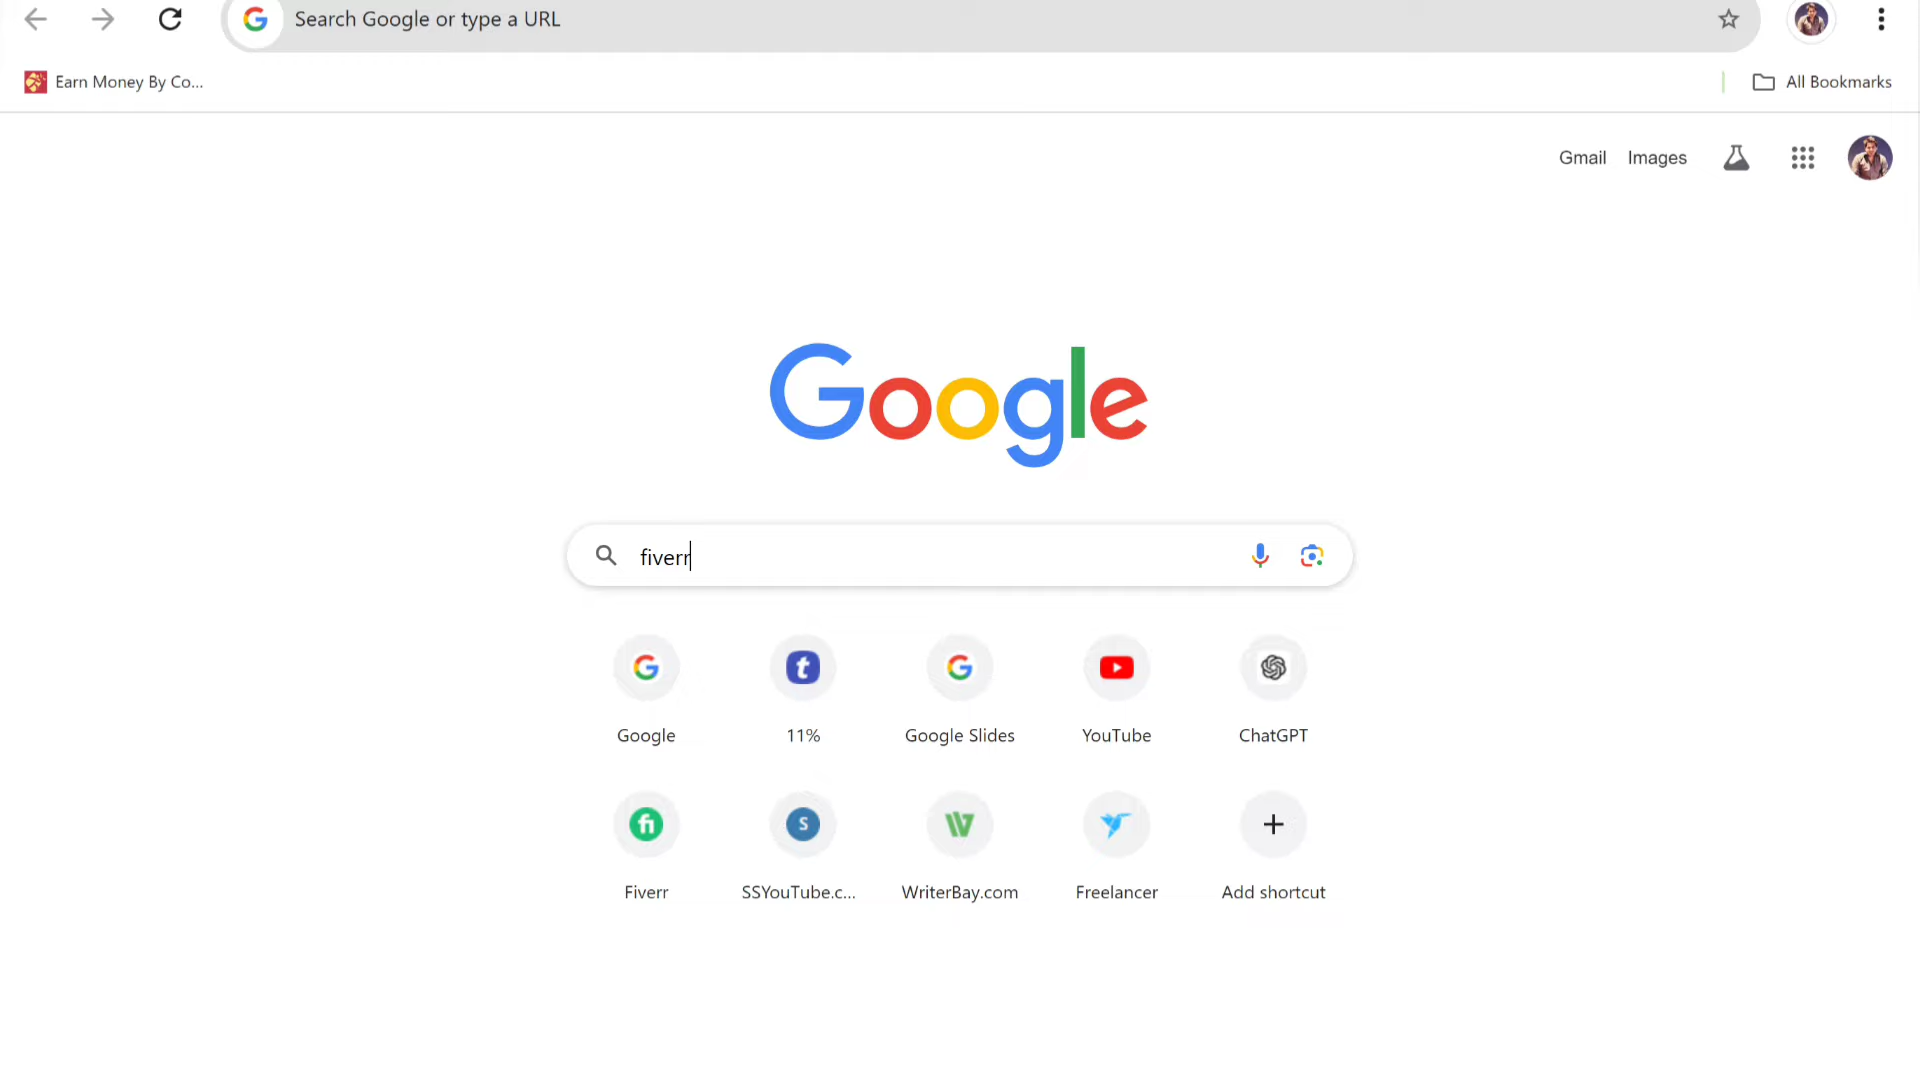 Search Google or type a URL
Earn Money By Co...
All Bookmarks
Gmail Images
Google
fiverr
Google 11% Google Slides YouTube ChatGPT
Fiverr SSYouTube.c... WriterBay.com Freelancer Add shortcut